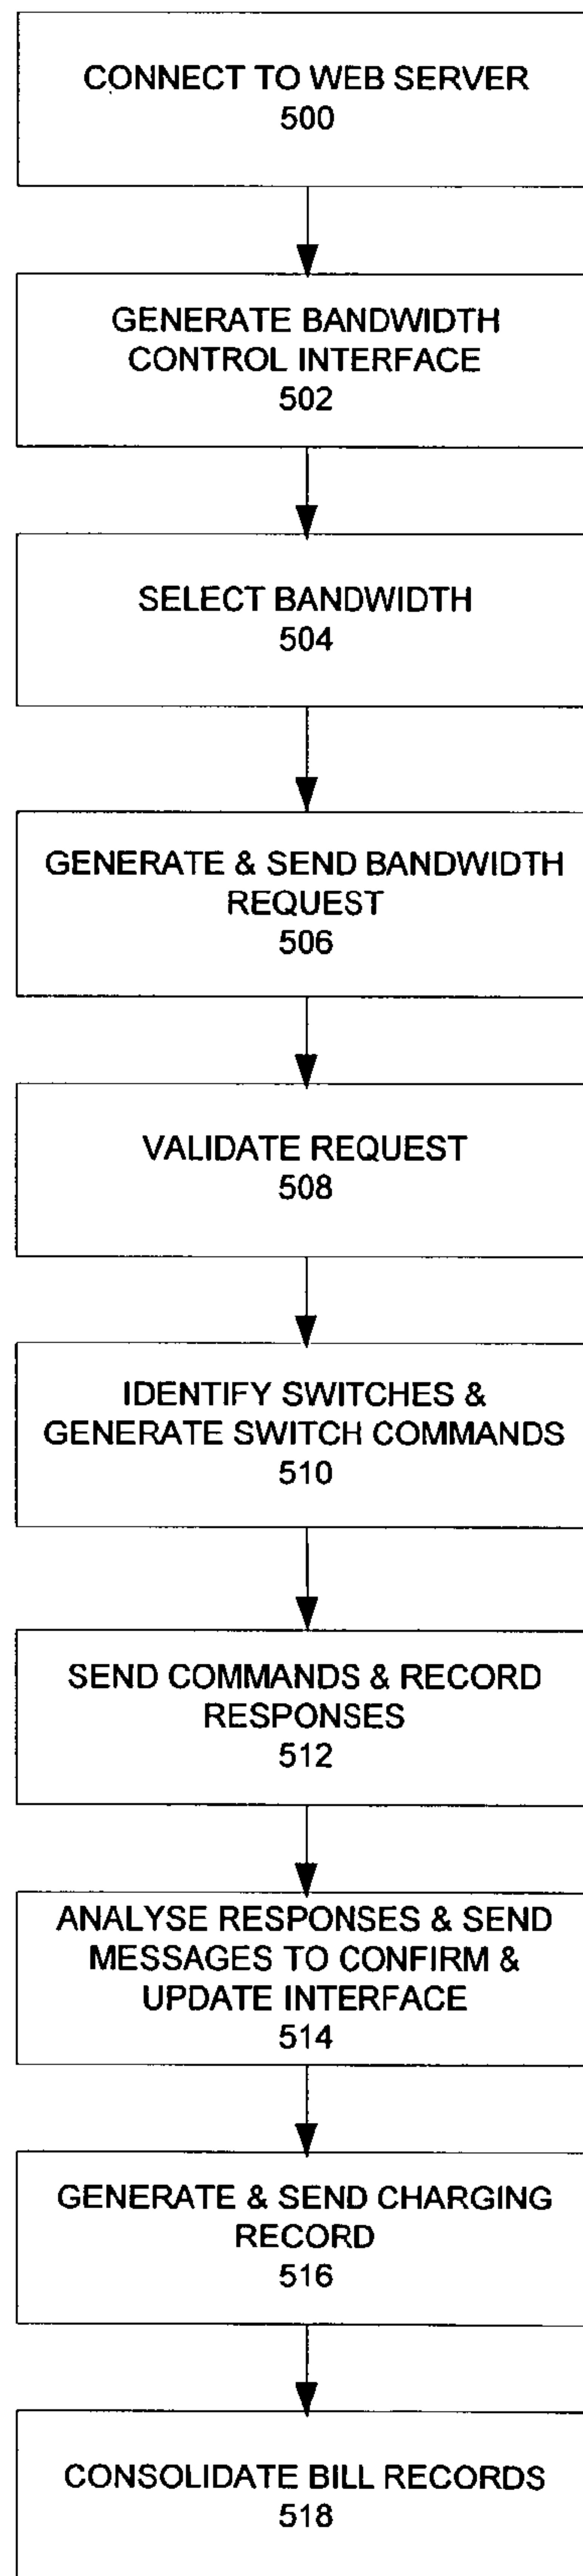 CONNECT TO WEB SERVER
500
GENERATE BANDWIDTH
CONTROL INTERFACE
502
SELECT BANDWIDTH
504
GENERATE & SEND BANDWIDTH
REQUEST
506
VALIDATE REQUEST
508
IDENTIFY SWITCHES &
GENERATE SWITCH COMMANDS
510
SEND COMMANDS & RECORD
RESPONSES
512
ANALYSE RESPONSES & SEND
MESSAGES TO CONFIRM &
UPDATE INTERFACE
514
GENERATE & SEND CHARGING
RECORD
516
CONSOLIDATE BILL RECORDS
518